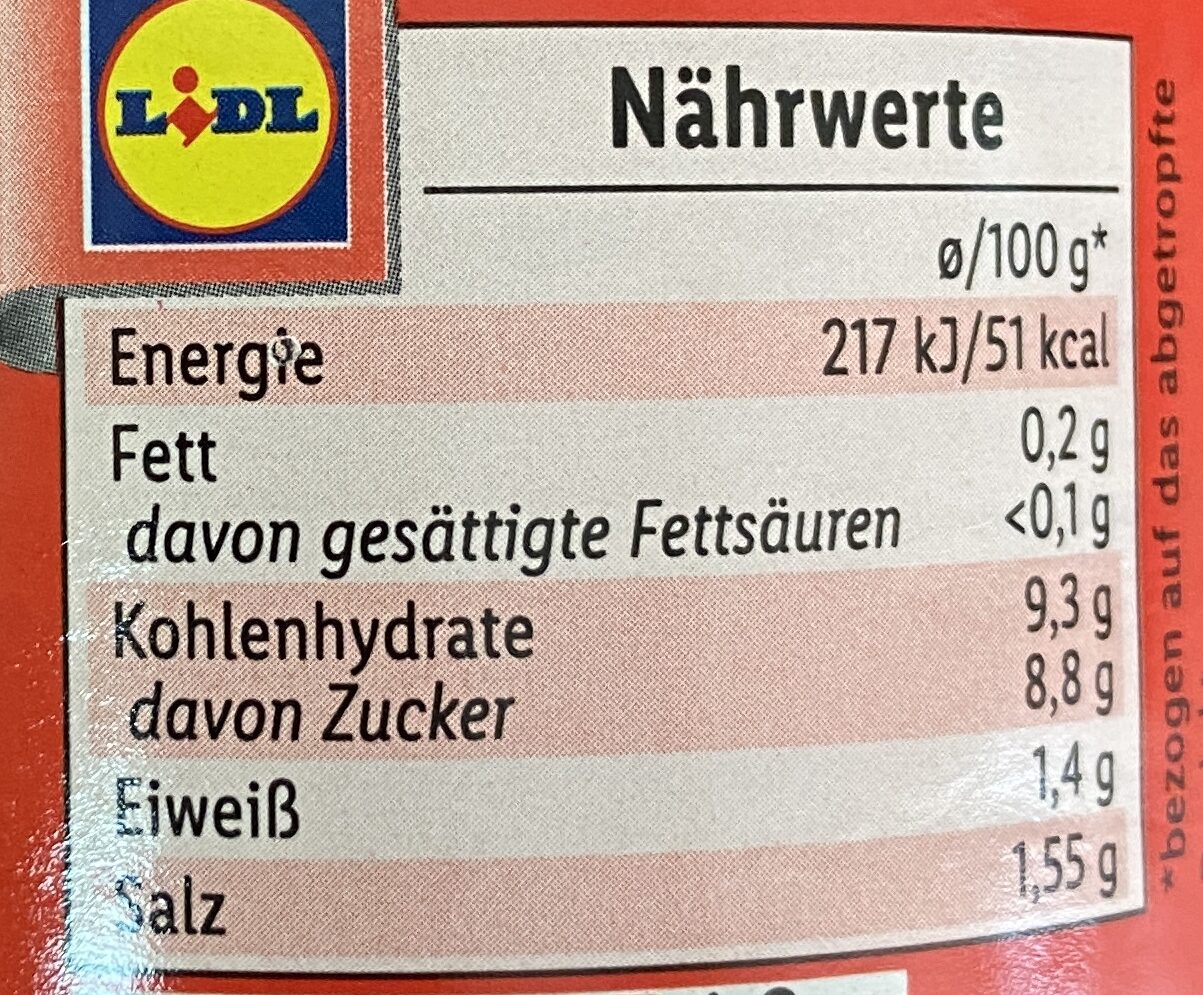 LIDL
Nährwerte
ø/100 g*
Energie 217 kJ/51 kcal
Fett 0,2 g
davon gesättigte Fettsäuren <0,1 g
Kohlenhydrate 9,3 g
davon Zucker 8,8 g
Eiweiß 1,4 g
Salz 1,55 g
*bezogen auf das abgetropfte